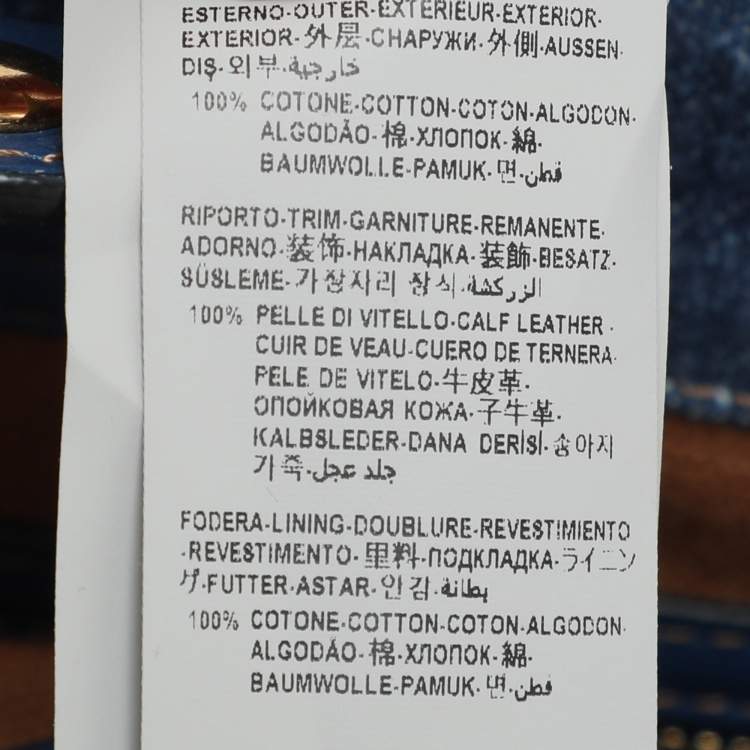 ESTERNO-OUTER-EXTERIEUR-EXTERIOR-
EXTERIOR-外层-СНАРУЖИ-外側-AUSSEN
DIŞ-외부-خارجية
100% COTONE-COTTON-COTON-ALGODON-
ALGODÃO-棉-ХЛОПОК-綿-
BAUMWOLLE-PAMUK-면-قطن
RIPORTO-TRIM-GARNITURE-REMANENTE-
ADORNO-装饰-НАКЛАДКА-装飾-BESATZ-
SÜSLEME-가장자리 장식-الزركشة
100% PELLE DI VITELLO-CALF LEATHER-
CUIR DE VEAU-CUERO DE TERNERA-
PELE DE VITELO-牛皮革-
ОПОЙКОВАЯ КОЖА-子牛革-
KALBSLEDER-DANA DERİSİ-송아지
가죽-جلد عجل
FODERA-LINING-DOUBLURE-REVESTIMIENTO
-REVESTIMENTO-里料-ПОДКЛАДКА-ライニン
グ-FUTTER-ASTAR-안감-بطانة
100% COTONE-COTTON-COTON-ALGODON-
ALGODÃO-棉-ХЛОПОК-綿-
BAUMWOLLE-PAMUK-면-قطن